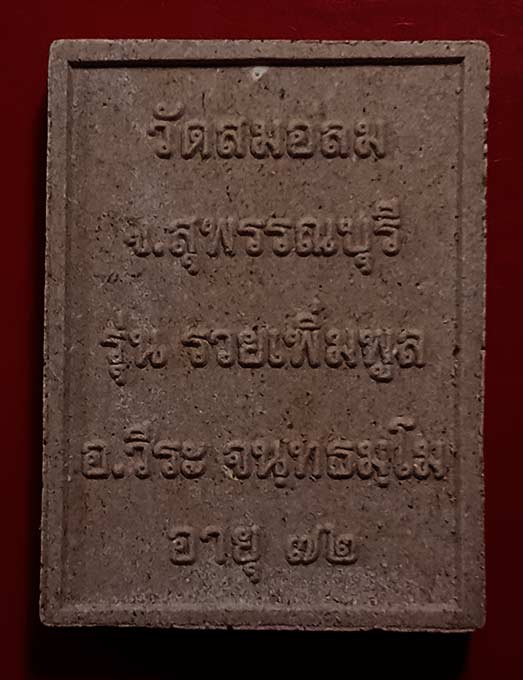 วัดสมอลม
จ.สุพรรณบุรี
รุ่น รวยเพิ่มพูล
อ.วีระ จนฺทธมฺโม
อายุ ๗๒